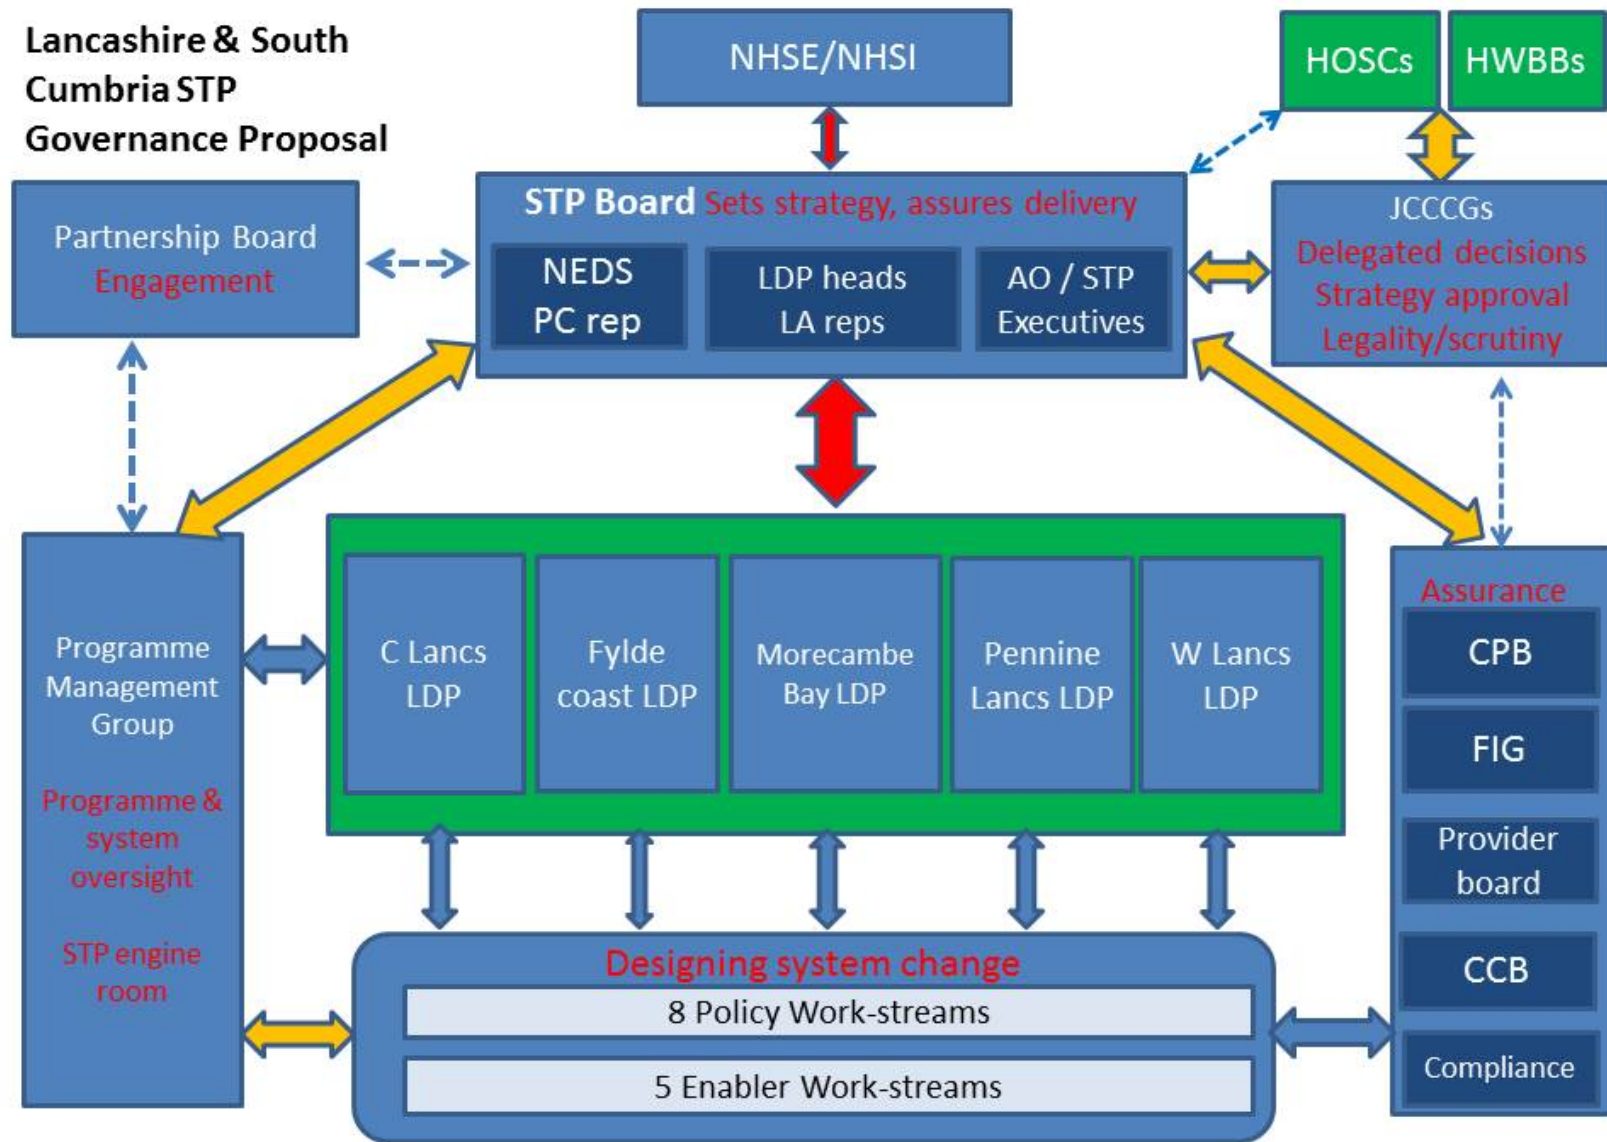 Lancashire & South
Cumbria STP
Governance Proposal
NHSE/NHSI
HOSCs
HWBBs
Partnership Board
Engagement
STP Board Sets strategy, assures delivery
NEDS
PC rep
LDP heads
LA reps
AO / STP
Executives
JCCCGs
Delegated decisions
Strategy approval
Legality/scrutiny
Programme
Management
Group
Programme &
system
oversight
STP engine
room
C Lancs
LDP
Fylde
coast LDP
Morecambe
Bay LDP
Pennine
Lancs LDP
W Lancs
LDP
Assurance
CPB
FIG
Provider
board
CCB
Compliance
Designing system change
8 Policy Work-streams
5 Enabler Work-streams